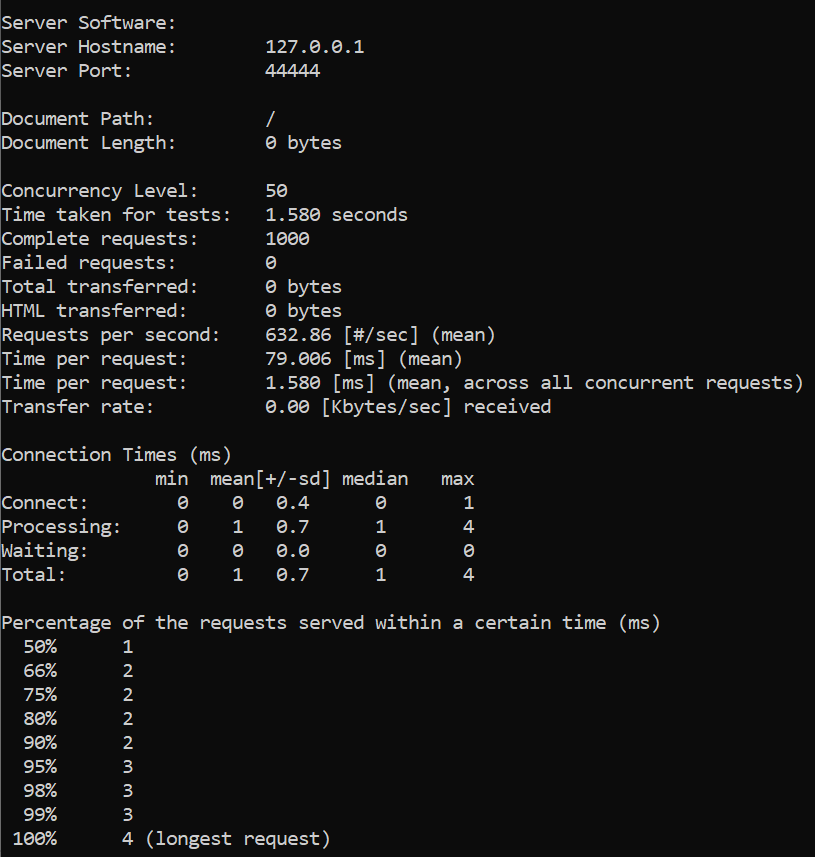 Server Software:
Server Hostname:        127.0.0.1
Server Port:            44444

Document Path:          /
Document Length:        0 bytes

Concurrency Level:      50
Time taken for tests:   1.580 seconds
Complete requests:      1000
Failed requests:        0
Total transferred:      0 bytes
HTML transferred:       0 bytes
Requests per second:    632.86 [#/sec] (mean)
Time per request:       79.006 [ms] (mean)
Time per request:       1.580 [ms] (mean, across all concurrent requests)
Transfer rate:          0.00 [Kbytes/sec] received

Connection Times (ms)
              min  mean[+/-sd] median   max
Connect:        0    0   0.4      0       1
Processing:     0    1   0.7      1       4
Waiting:        0    0   0.0      0       0
Total:          0    1   0.7      1       4

Percentage of the requests served within a certain time (ms)
  50%      1
  66%      2
  75%      2
  80%      2
  90%      2
  95%      3
  98%      3
  99%      3
 100%      4 (longest request)